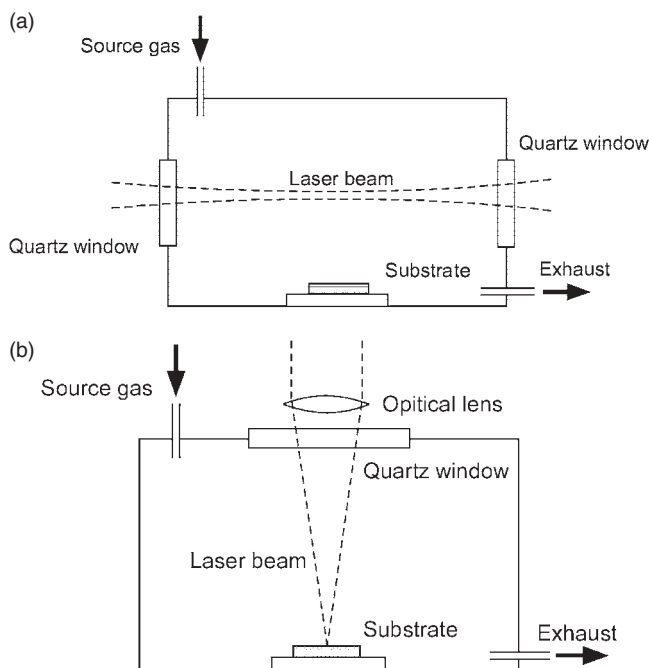 (a)
Source gas
Quartz window
Laser beam
Quartz window
Substrate
Exhaust
(b)
Source gas
Opitical lens
Quartz window
Laser beam
Substrate
Exhaust